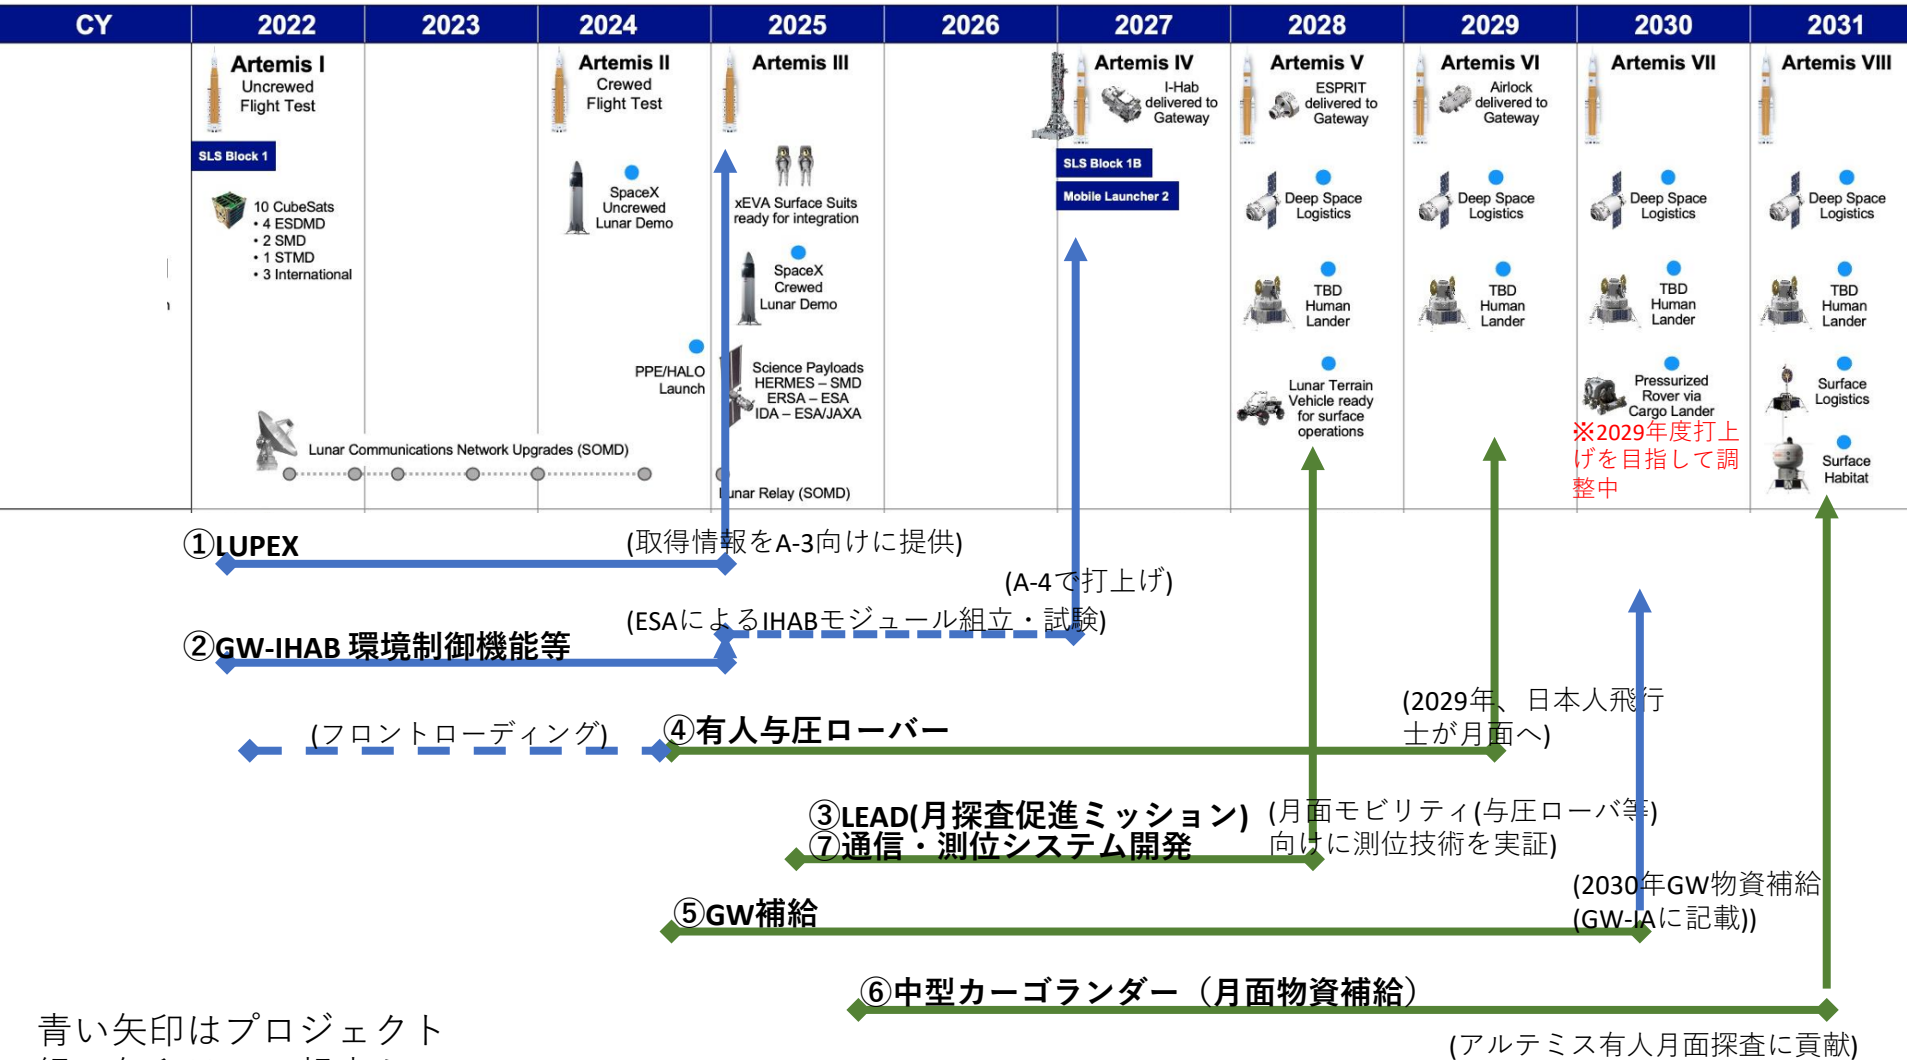 CY 2022 2023 2024 2025 2026 2027 2028 2029 2030 2031
Artemis I
Uncrewed
Flight Test
SLS Block 1
10 CubeSats
• 4 ESDMD
• 2 SMD
• 1 STMD
• 3 International
Artemis II
Crewed
Flight Test
SpaceX
Uncrewed
Lunar Demo
PPE/HALO
Launch
Lunar Communications Network Upgrades (SOMD)
Artemis III
xEVA Surface Suits
ready for integration
SpaceX
Crewed
Lunar Demo
Science Payloads
HERMES – SMD
ERSA – ESA
IDA – ESA/JAXA
Lunar Relay (SOMD)
Artemis IV
I-Hab
delivered to
Gateway
SLS Block 1B
Mobile Launcher 2
Artemis V
ESPRIT
delivered to
Gateway
Deep Space
Logistics
TBD
Human
Lander
Lunar Terrain
Vehicle ready
for surface
operations
Artemis VI
Airlock
delivered to
Gateway
Deep Space
Logistics
TBD
Human
Lander
Artemis VII
Deep Space
Logistics
TBD
Human
Lander
Pressurized
Rover via
Cargo Lander
※2029年度打上
げを目指して調
整中
Artemis VIII
Deep Space
Logistics
TBD
Human
Lander
Surface
Logistics
Surface
Habitat
①LUPEX
(取得情報をA-3向けに提供)
(A-4で打上げ)
(ESAによるIHABモジュール組立・試験)
②GW-IHAB 環境制御機能等
(フロントローディング)
④有人与圧ローバー
(2029年、日本人飛行
士が月面へ)
③LEAD(月探査促進ミッション)
⑦通信・測位システム開発
(月面モビリティ(与圧ローバ等)
向けに測位技術を実証)
⑤GW補給
(2030年GW物資補給
(GW-IAに記載))
⑥中型カーゴランダー（月面物資補給）
(アルテミス有人月面探査に貢献)
青い矢印はプロジェクト